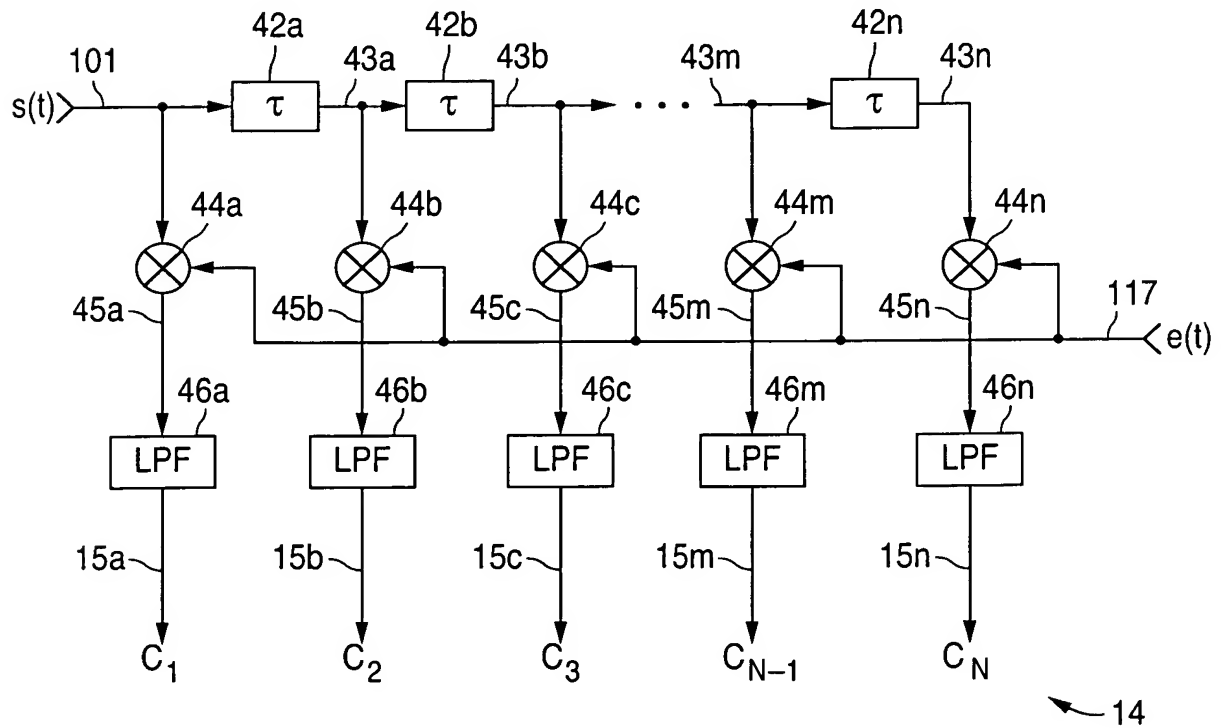 42a 42b 42n
101 43a 43b 43m 43n
s(t) τ τ • • • τ
44a 44b 44c 44m 44n
45a 45b 45c 45m 45n 117
e(t)
46a 46b 46c 46m 46n
LPF LPF LPF LPF LPF
15a 15b 15c 15m 15n
C₁ C₂ C₃ C_N–1 C_N
14